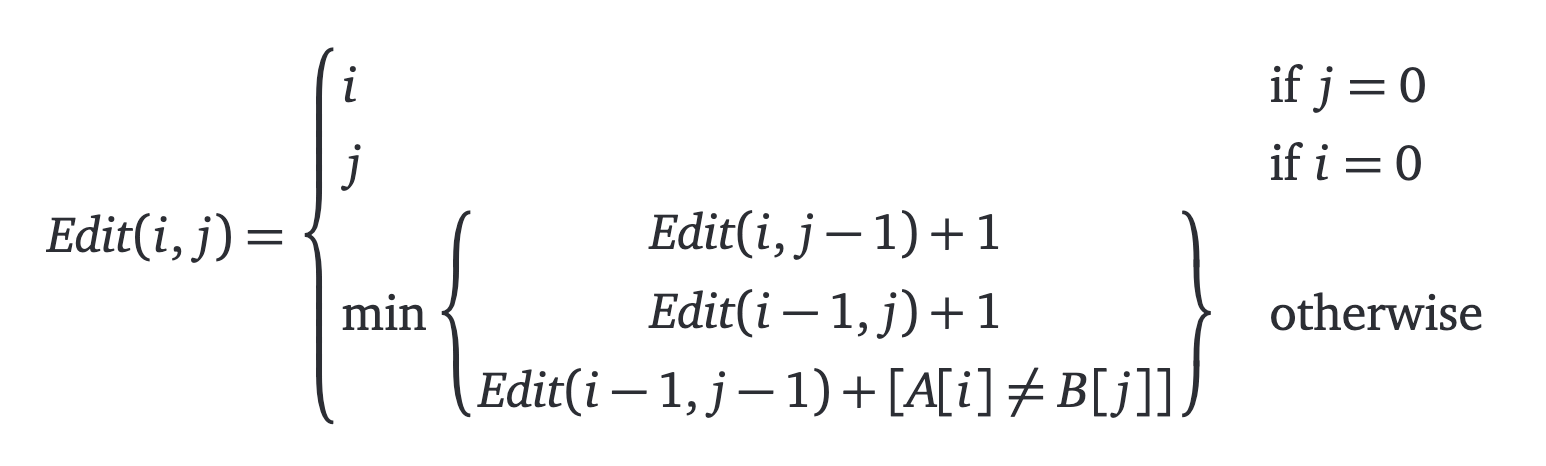 i if j = 0
j if i = 0
Edit(i, j − 1) + 1
Edit(i, j) =
Edit(i − 1, j) + 1
min otherwise
Edit(i − 1, j − 1) + [A[i] ≠ B[j]]